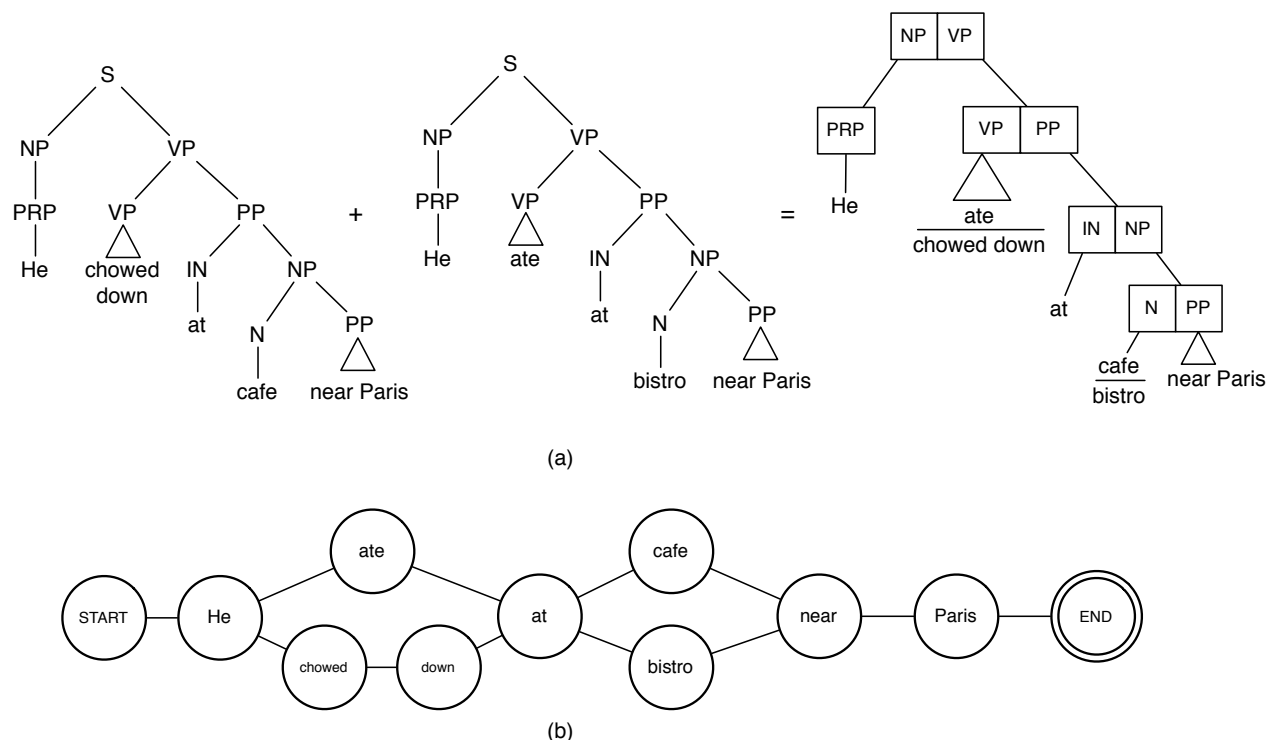 S
NP VP
PRP VP PP
He chowed down IN NP
at N PP
cafe near Paris
+
S
NP VP
PRP VP PP
He ate IN NP
at N PP
bistro near Paris
=
NP VP
PRP VP PP
He ate
chowed down IN NP
at N PP
cafe
bistro near Paris
(a)
ate cafe
START He at near Paris END
chowed down bistro
(b)